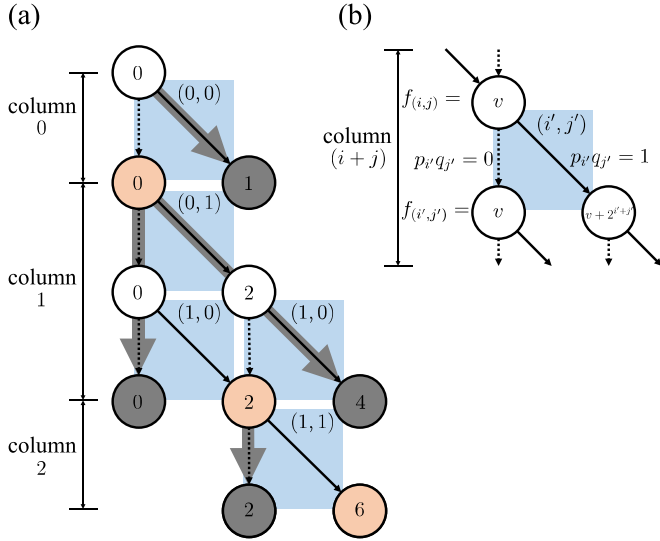 (a)
0
column
0
(0, 0)
0
1
(0, 1)
column
1
0
2
(1, 0)
(1, 0)
0
2
4
column
2
(1, 1)
2
6
(b)
f(i,j) =
v
column
(i + j)
(i′, j′)
pi′qj′ = 0
pi′qj′ = 1
f(i′,j′) =
v
v + 2^{i′+j′}